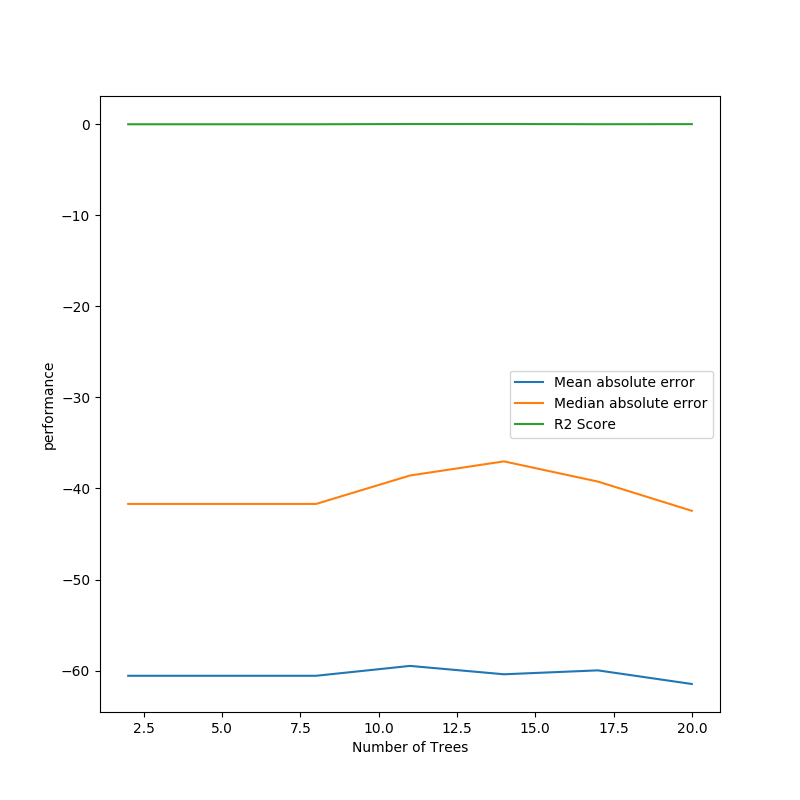 0
−10
−20
−30
−40
−50
−60
performance
Mean absolute error
Median absolute error
R2 Score
2.5 5.0 7.5 10.0 12.5 15.0 17.5 20.0
Number of Trees